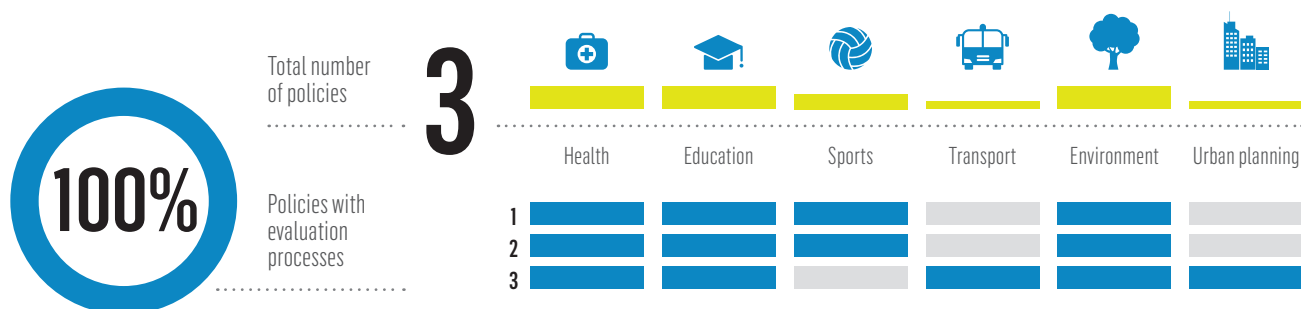 Total number
of policies
3
100%
Policies with
evaluation
processes
Health Education Sports Transport Environment Urban planning
1
2
3